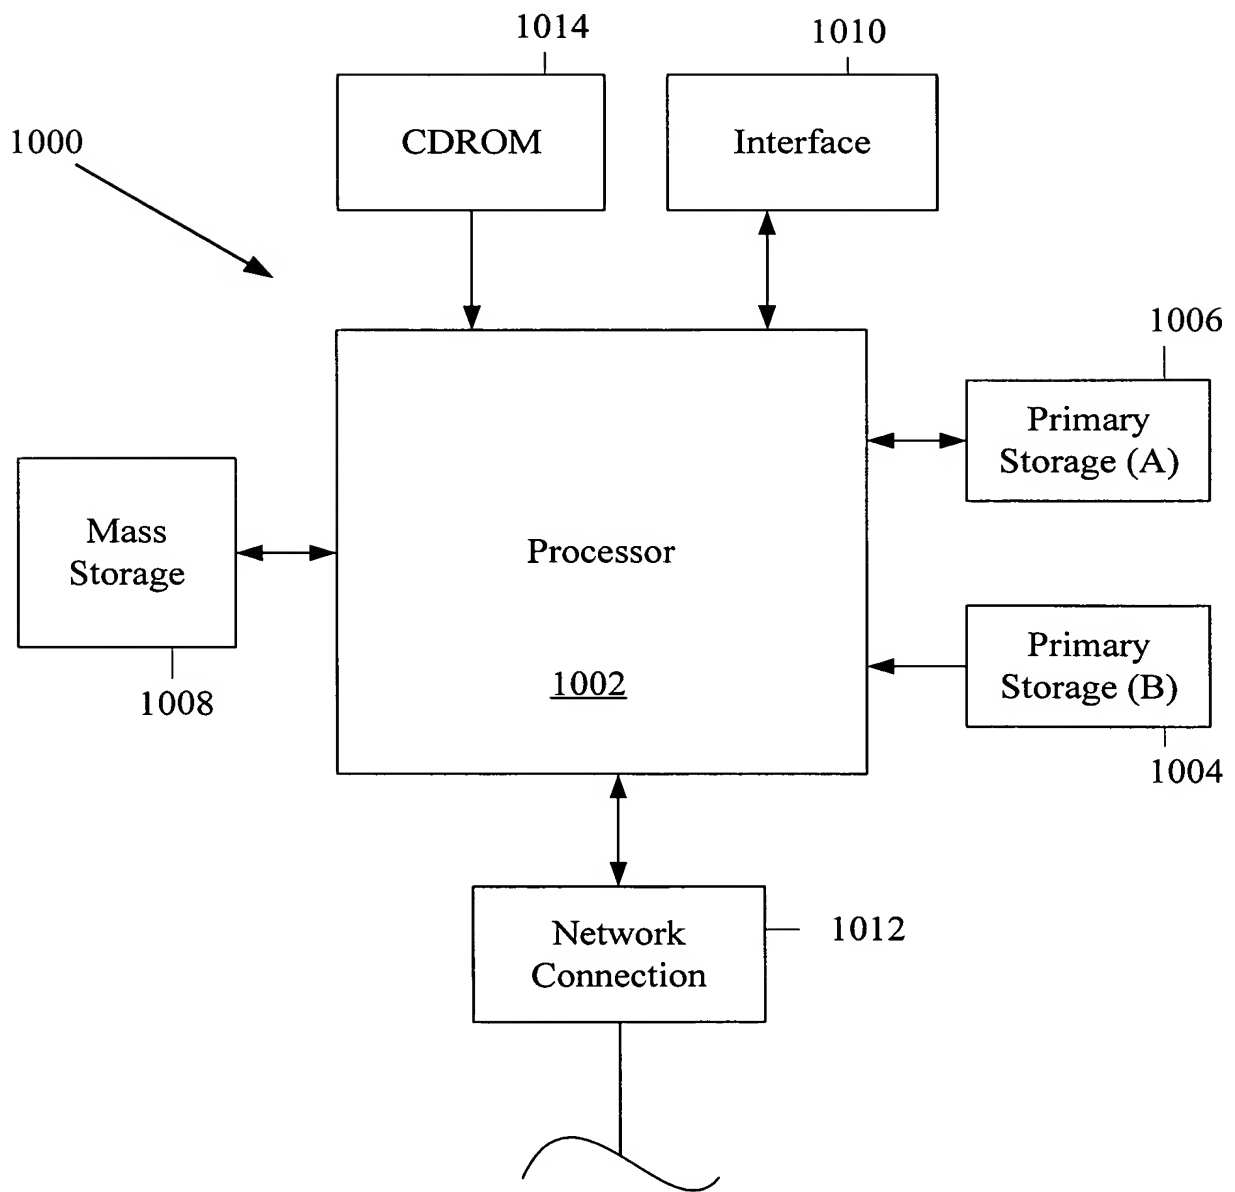 1014
1010
1000
CDROM
Interface
1006
Primary
Storage (A)
Mass
Storage
Processor
Primary
Storage (B)
1002
1008
1004
Network
Connection
1012